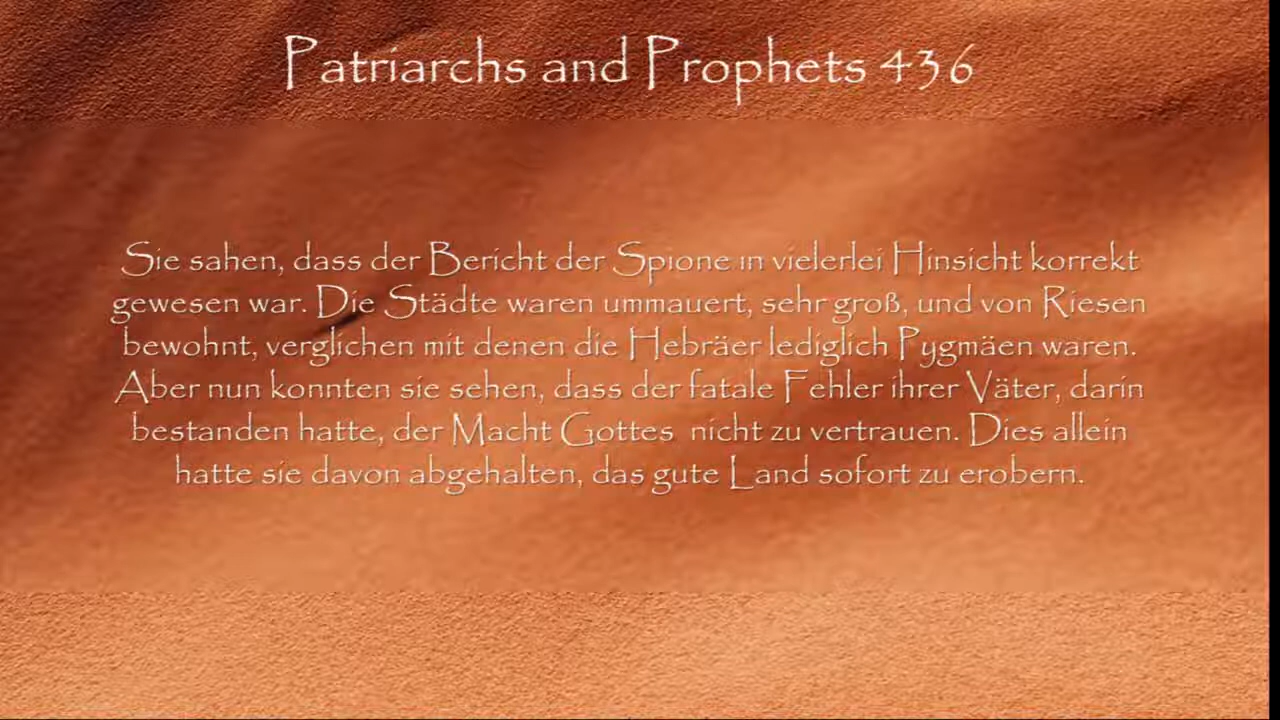 Patriarchs and Prophets 436
Sie sahen, dass der Bericht der Spione in vielerlei Hinsicht korrekt
gewesen war. Die Städte waren ummauert, sehr groß, und von Riesen
bewohnt, verglichen mit denen die Hebräer lediglich Pygmäen waren.
Aber nun konnten sie sehen, dass der fatale Fehler ihrer Väter, darin
bestanden hatte, der Macht Gottes nicht zu vertrauen. Dies allein
hatte sie davon abgehalten, das gute Land sofort zu erobern.